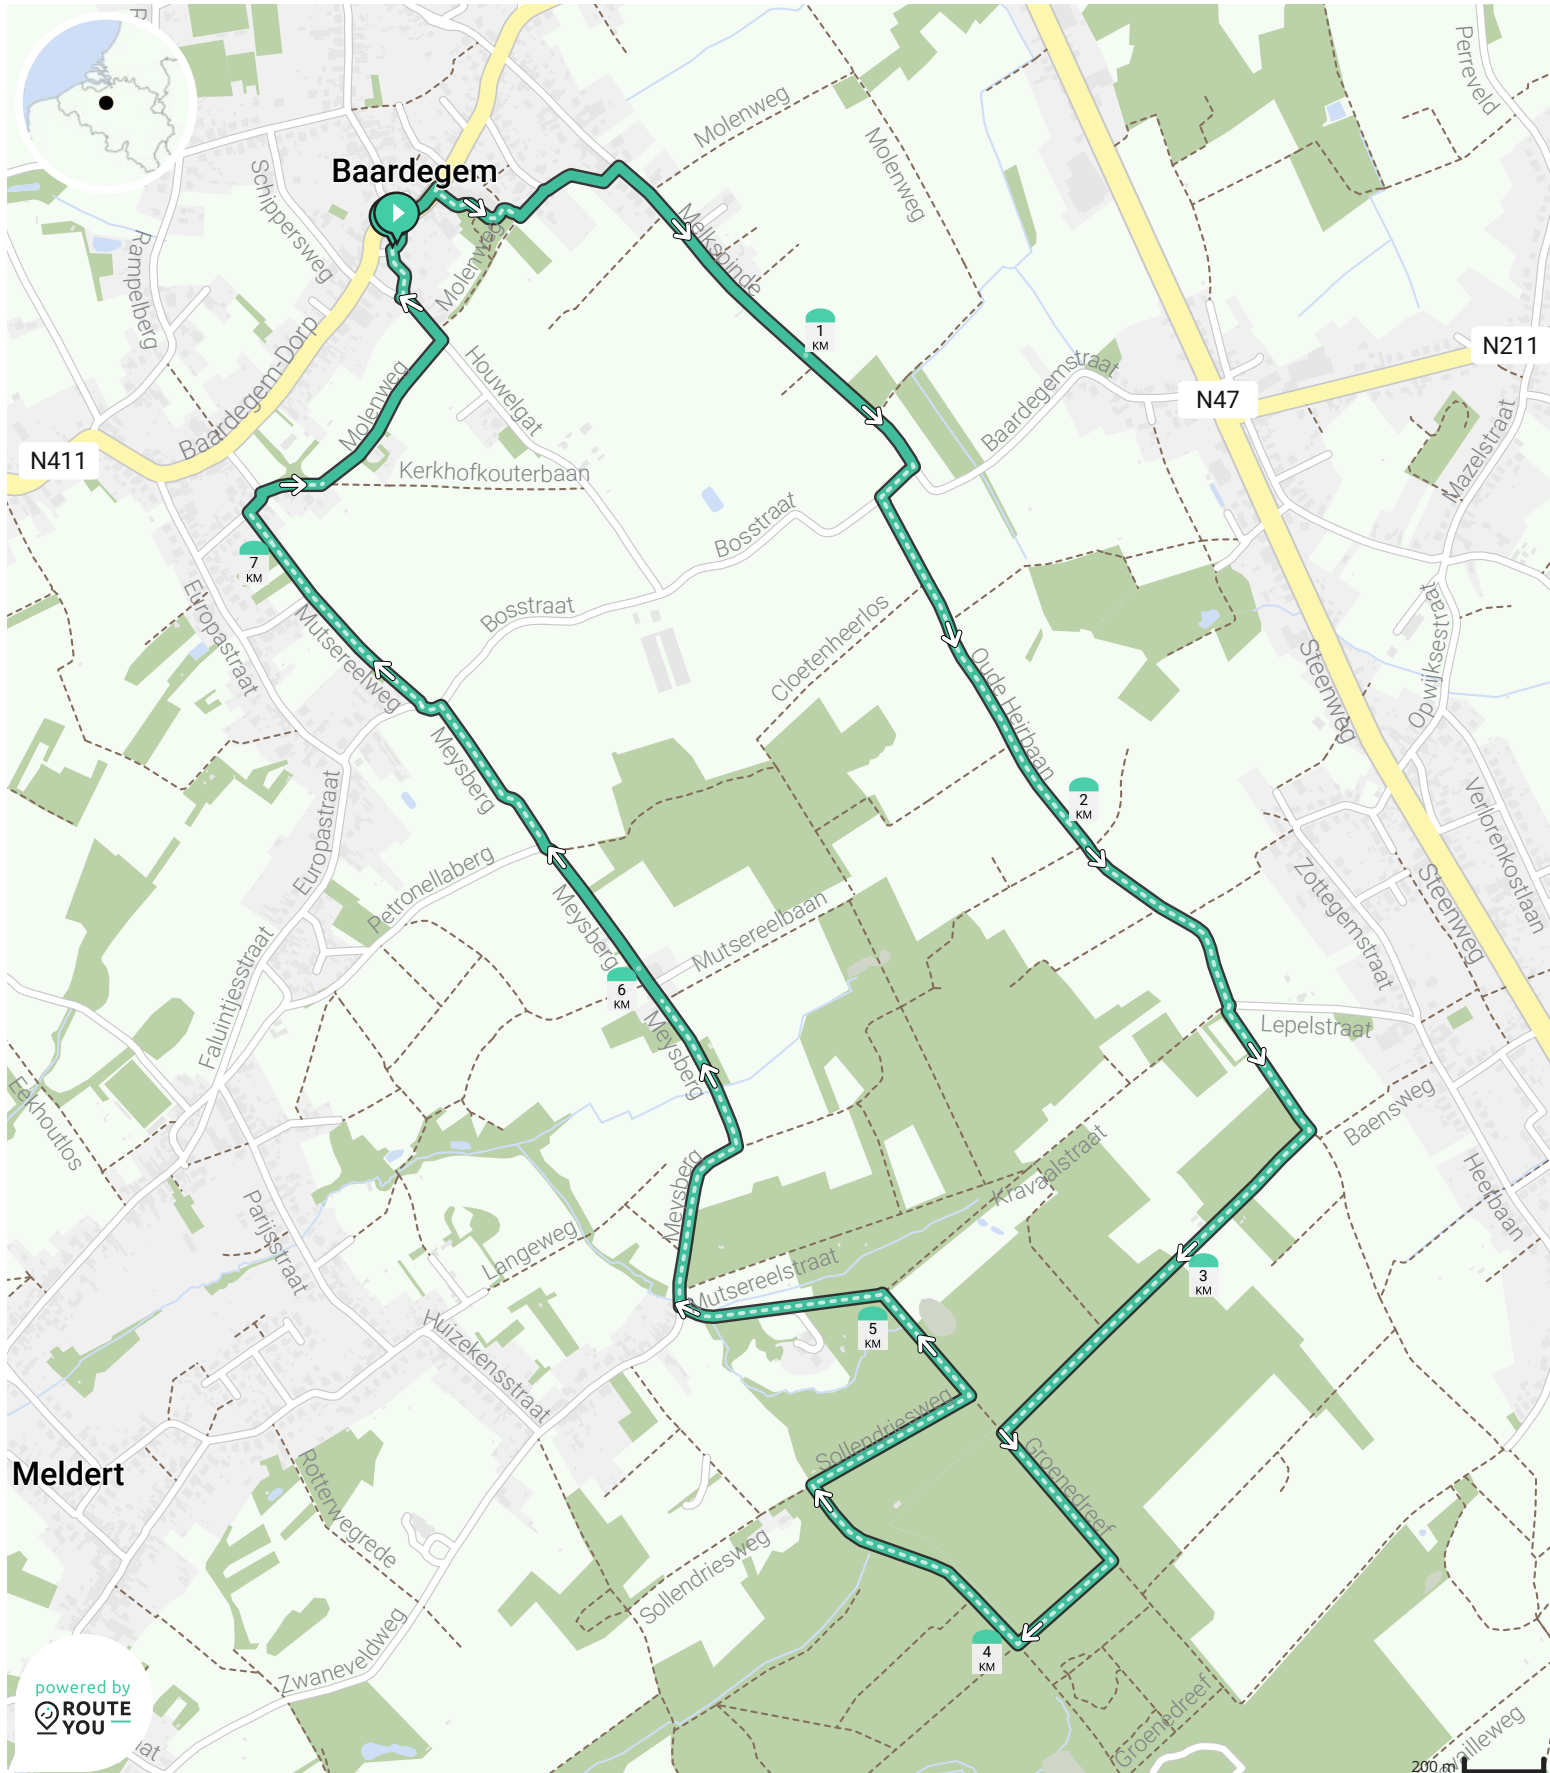 Perreveld
Molenweg
Molenweg
Baardegem
Schippersweg
Rampelberg
Molenweg
Melkspinde
1
KM
N211
Baardegemstraat
N47
Baardegem-Dorp
Houwelgat
Molenweg
Mazelstraat
N411
Kerkhofkouterbaan
Bosstraat
7
KM
Europastraat
Bosstraat
Cloetenheerlos
Opwijksestraat
Mutsereelweg
Oude Heirbaan
Steenweg
Meysberg
Europastraat
2
KM
Verlorenkostlaan
Petronellaberg
Zottegemstraat
Steenweg
Meysberg
Mutsereelbaan
6
KM
Faluintjesstraat
Meysberg
Lepelstraat
Eekhoutlos
Baensweg
Kravaalstraat
Meysberg
Heerbaan
Parijsstraat
Langeweg
Mutsereelstraat
3
KM
Huizekensstraat
5
KM
Sollendriesweg
Groenedreef
Meldert
Rotterwegrede
Sollendriesweg
Zwaneveldweg
4
KM
Groenedreef
powered by
ROUTE
YOU
200 m